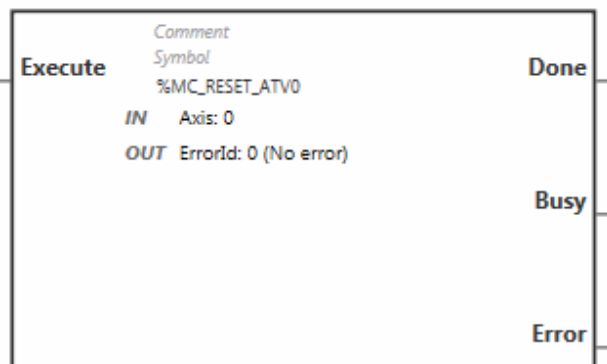 Comment
Execute
Symbol
Done
%MC_RESET_ATV0
IN Axis: 0
OUT ErrorId: 0 (No error)
Busy
Error